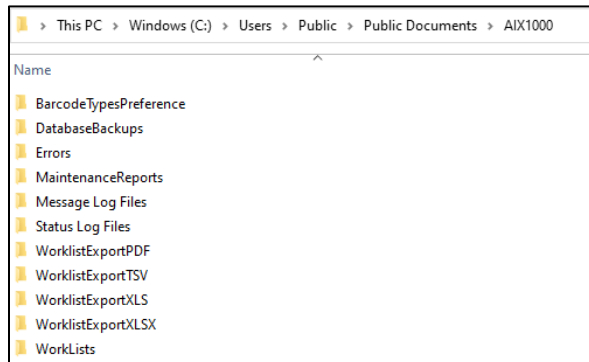 > This PC > Windows (C:) > Users > Public > Public Documents > AIX1000
Name
BarcodeTypesPreference
DatabaseBackups
Errors
MaintenanceReports
Message Log Files
Status Log Files
WorklistExportPDF
WorklistExportTSV
WorklistExportXLS
WorklistExportXLSX
WorkLists